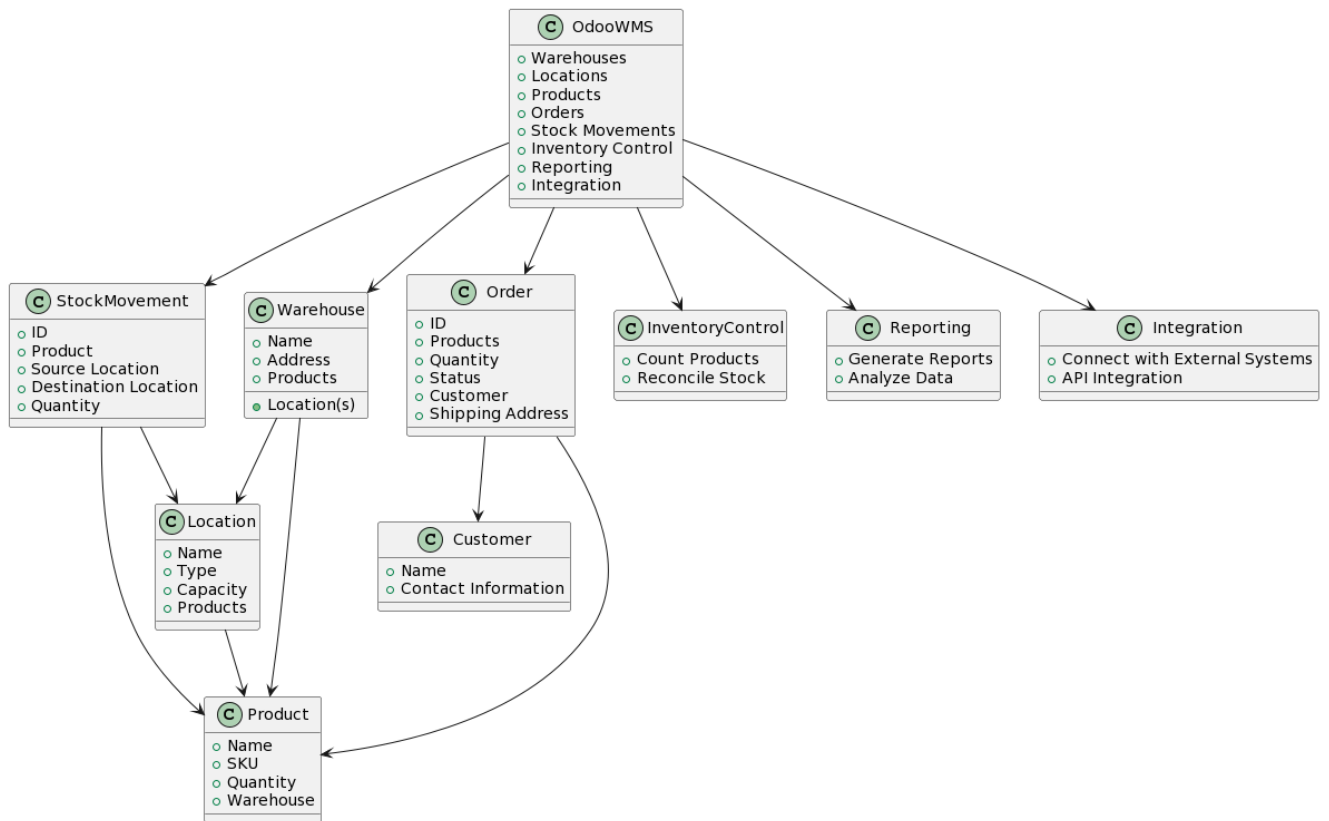 C OdooWMS
Warehouses
Locations
Products
Orders
Stock Movements
Inventory Control
Reporting
Integration
C StockMovement
ID
Product
Source Location
Destination Location
Quantity
C Warehouse
Name
Address
Products
Location(s)
C Order
ID
Products
Quantity
Status
Customer
Shipping Address
C InventoryControl
Count Products
Reconcile Stock
C Reporting
Generate Reports
Analyze Data
C Integration
Connect with External Systems
API Integration
C Location
Name
Type
Capacity
Products
C Customer
Name
Contact Information
C Product
Name
SKU
Quantity
Warehouse